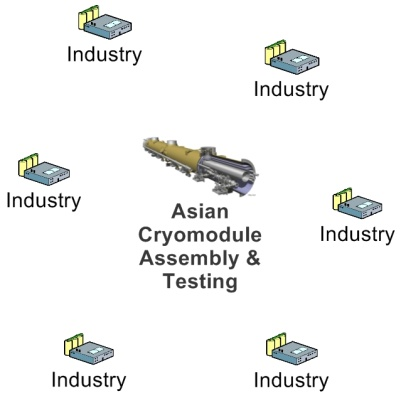 Industry
Industry
Industry
Asian
Cryomodule
Assembly &
Testing
Industry
Industry
Industry